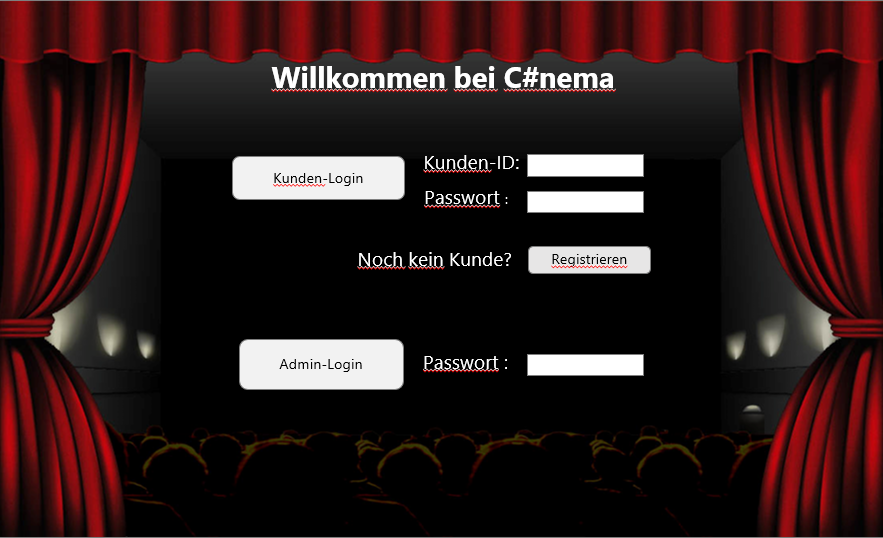 Willkommen bei C#nema
Kunden-Login
Kunden-ID:
Passwort :
Noch kein Kunde?
Registrieren
Admin-Login
Passwort :